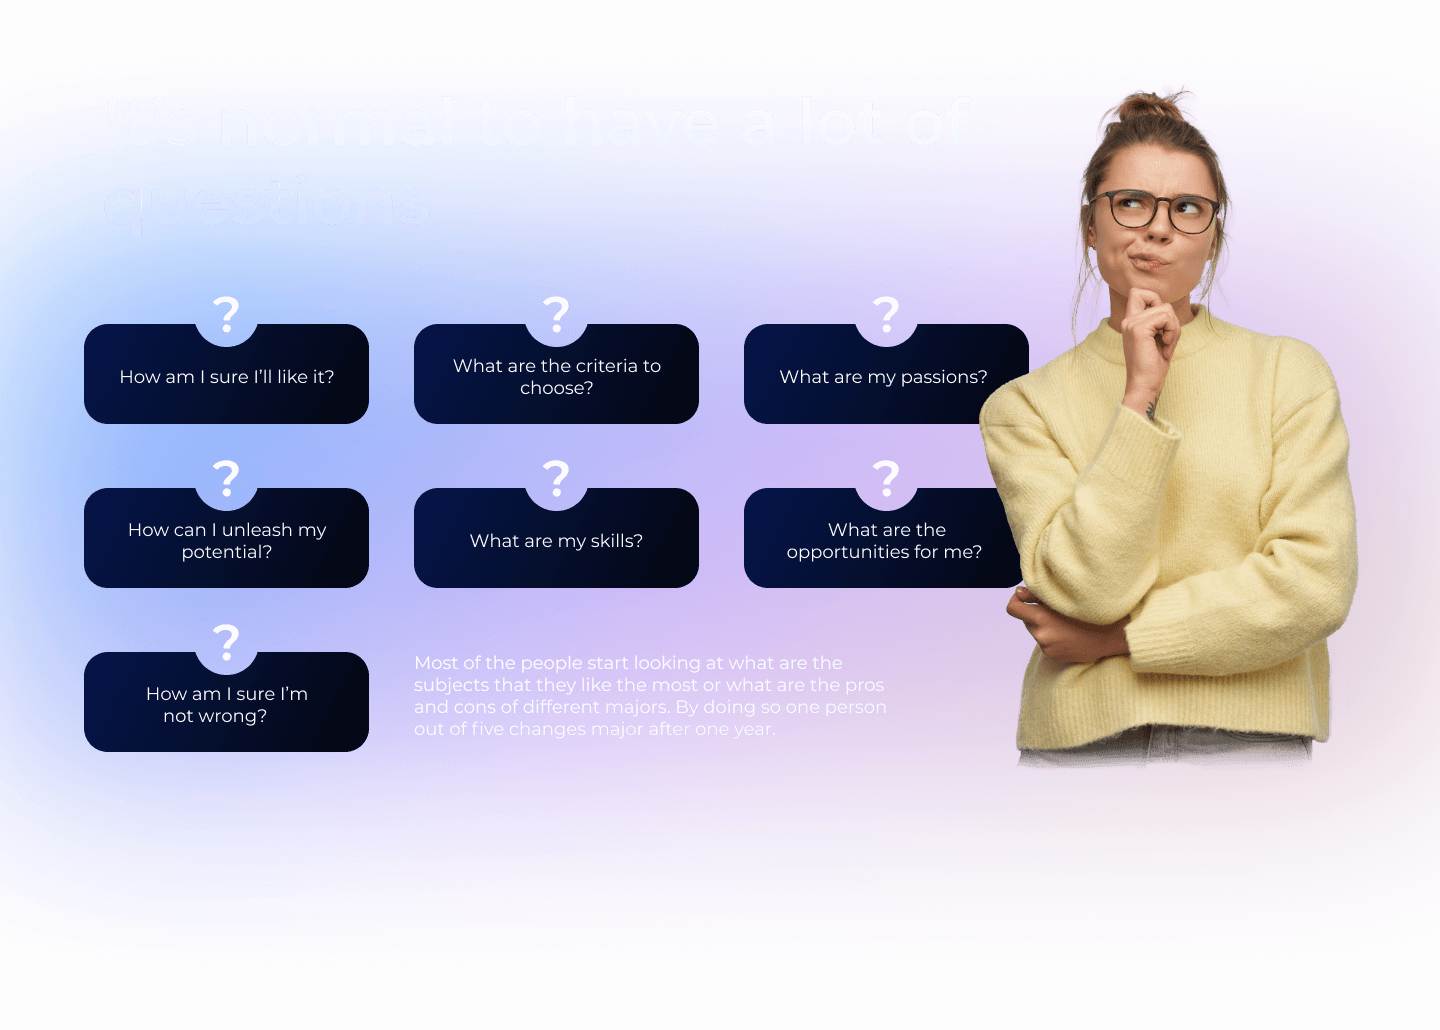 It's normal to have a lot of
questions
?
?
?
How am I sure I’ll like it?
What are the criteria to
choose?
What are my passions?
?
?
?
How can I unleash my
potential?
What are my skills?
What are the
opportunities for me?
?
How am I sure I’m
not wrong?
Most of the people start looking at what are the
subjects that they like the most or what are the pros
and cons of different majors. By doing so one person
out of five changes major after one year.